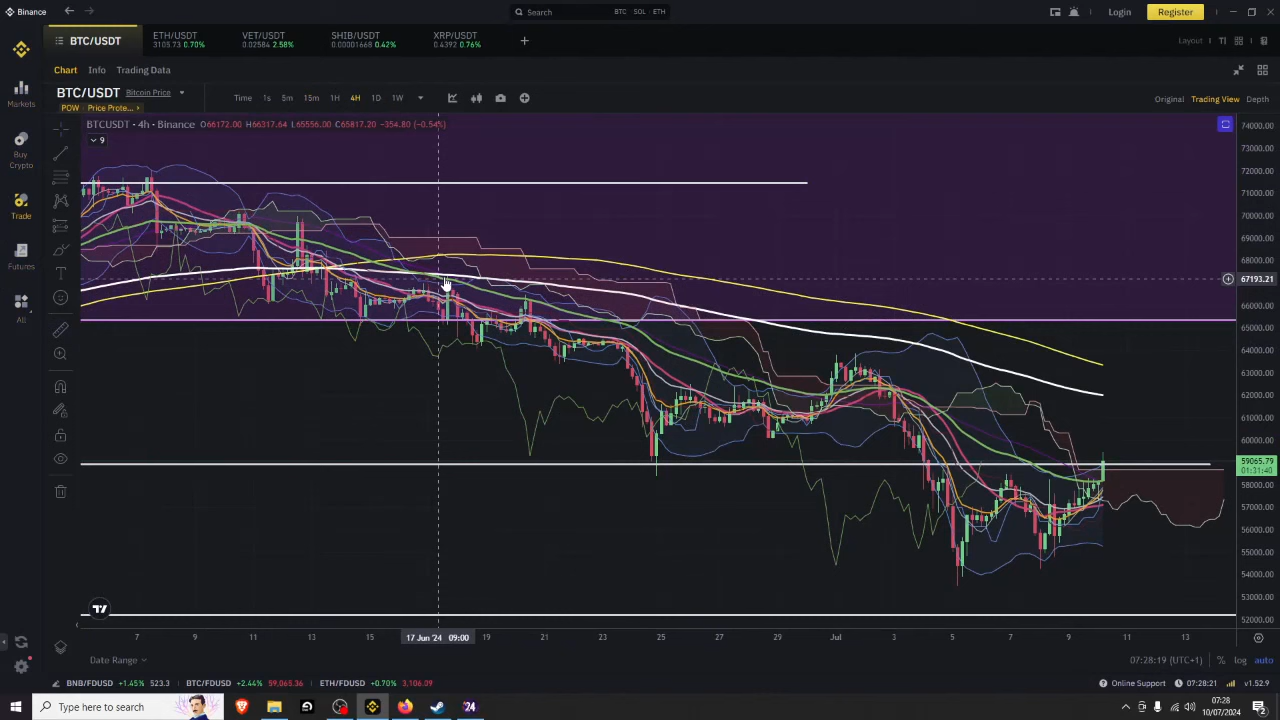 Binance
Search BTC SOL ETH
Login Register
BTC/USDT
ETH/USDT
3105.73 0.70%
VET/USDT
0.02584 2.58%
SHIB/USDT
0.00001668 0.42%
XRP/USDT
0.4392 0.76%
Layout
Chart Info Trading Data
BTC/USDT Bitcoin Price
POW Price Prote...
Time 1s 5m 15m 1H 4H 1D 1W
Original Trading View Depth
BTCUSDT · 4h · Binance O66172.00 H66317.64 L65556.00 C65817.20 −354.80 (−0.54%)
9
Markets
Buy
Crypto
Trade
Futures
All
74000.00
73000.00
72000.00
71000.00
70000.00
69000.00
68000.00
67193.21
66000.00
65000.00
64000.00
63000.00
62000.00
61000.00
60000.00
59065.79
01:31:40
58000.00
57000.00
56000.00
55000.00
54000.00
53000.00
52000.00
7 9 11 13 15 17 Jun '24 09:00 19 21 23 25 27 29 Jul 3 5 7 9 11 13
Date Range
07:28:19 (UTC+1) % log auto
BNB/FDUSD +1.45% 523.3 BTC/FDUSD +2.44% 59,065.36 ETH/FDUSD +0.70% 3,106.09
Online Support 07:28:21 v1.52.9
Type here to search
07:28
10/07/2024
2